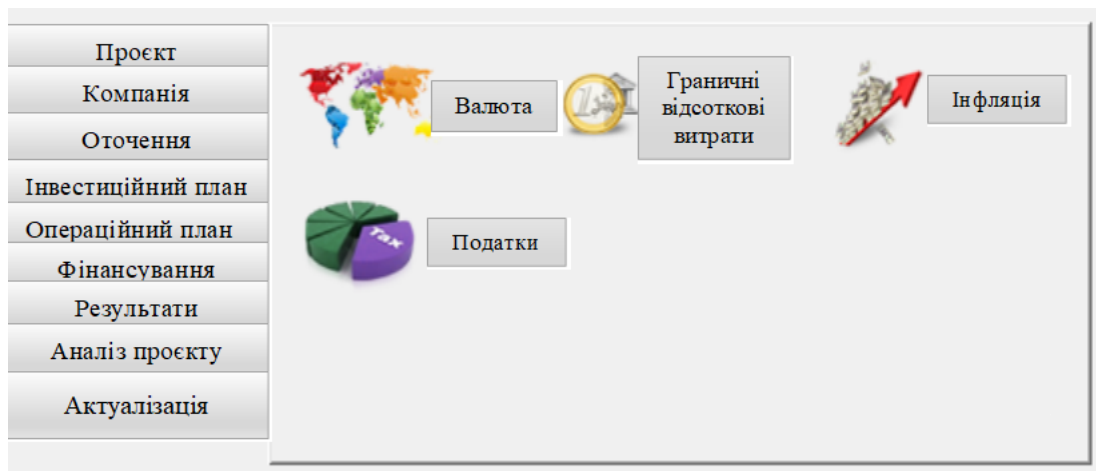 Проєкт
Компанія
Оточення
Інвестиційний план
Операційний план
Фінансування
Результати
Аналіз проєкту
Актуалізація
Валюта
1
Граничні
відсоткові
витрати
Інфляція
Tax
Податки